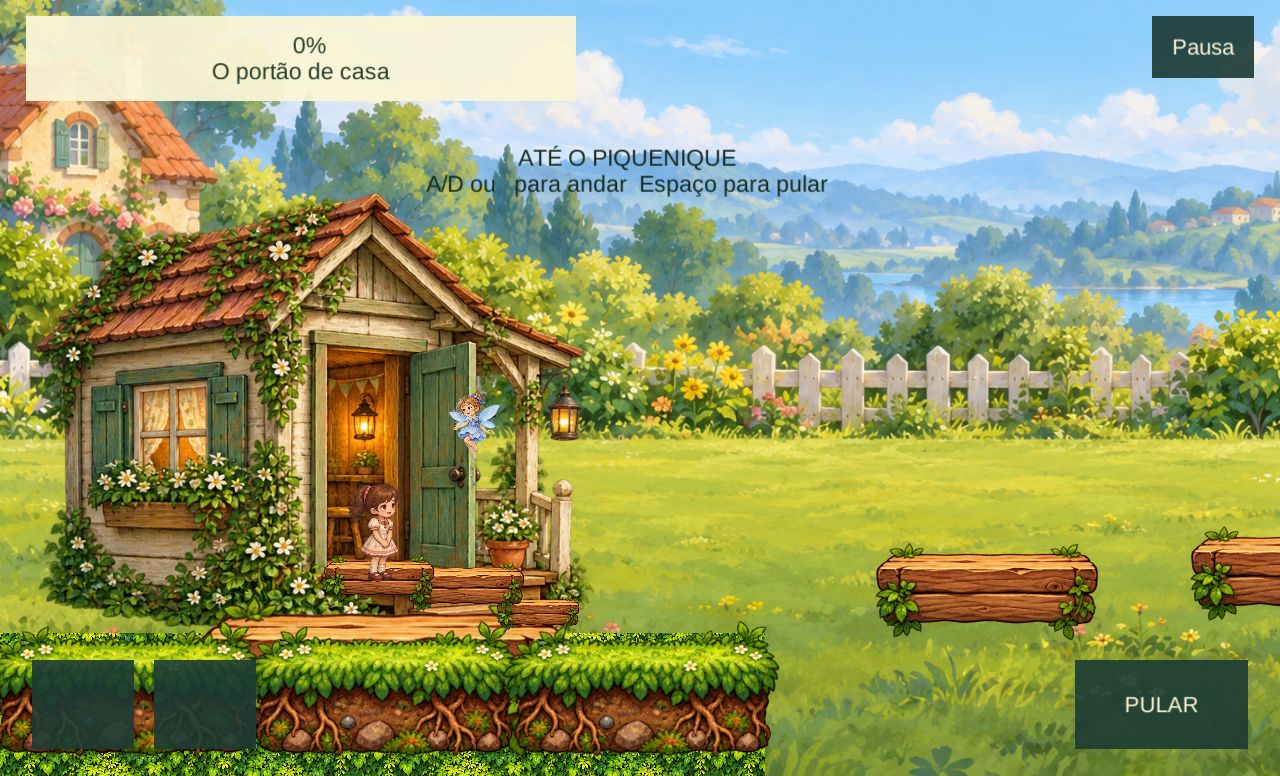 0%
O portão de casa
Pausa
ATÉ O PIQUENIQUE
A/D ou para andar Espaço para pular
PULAR